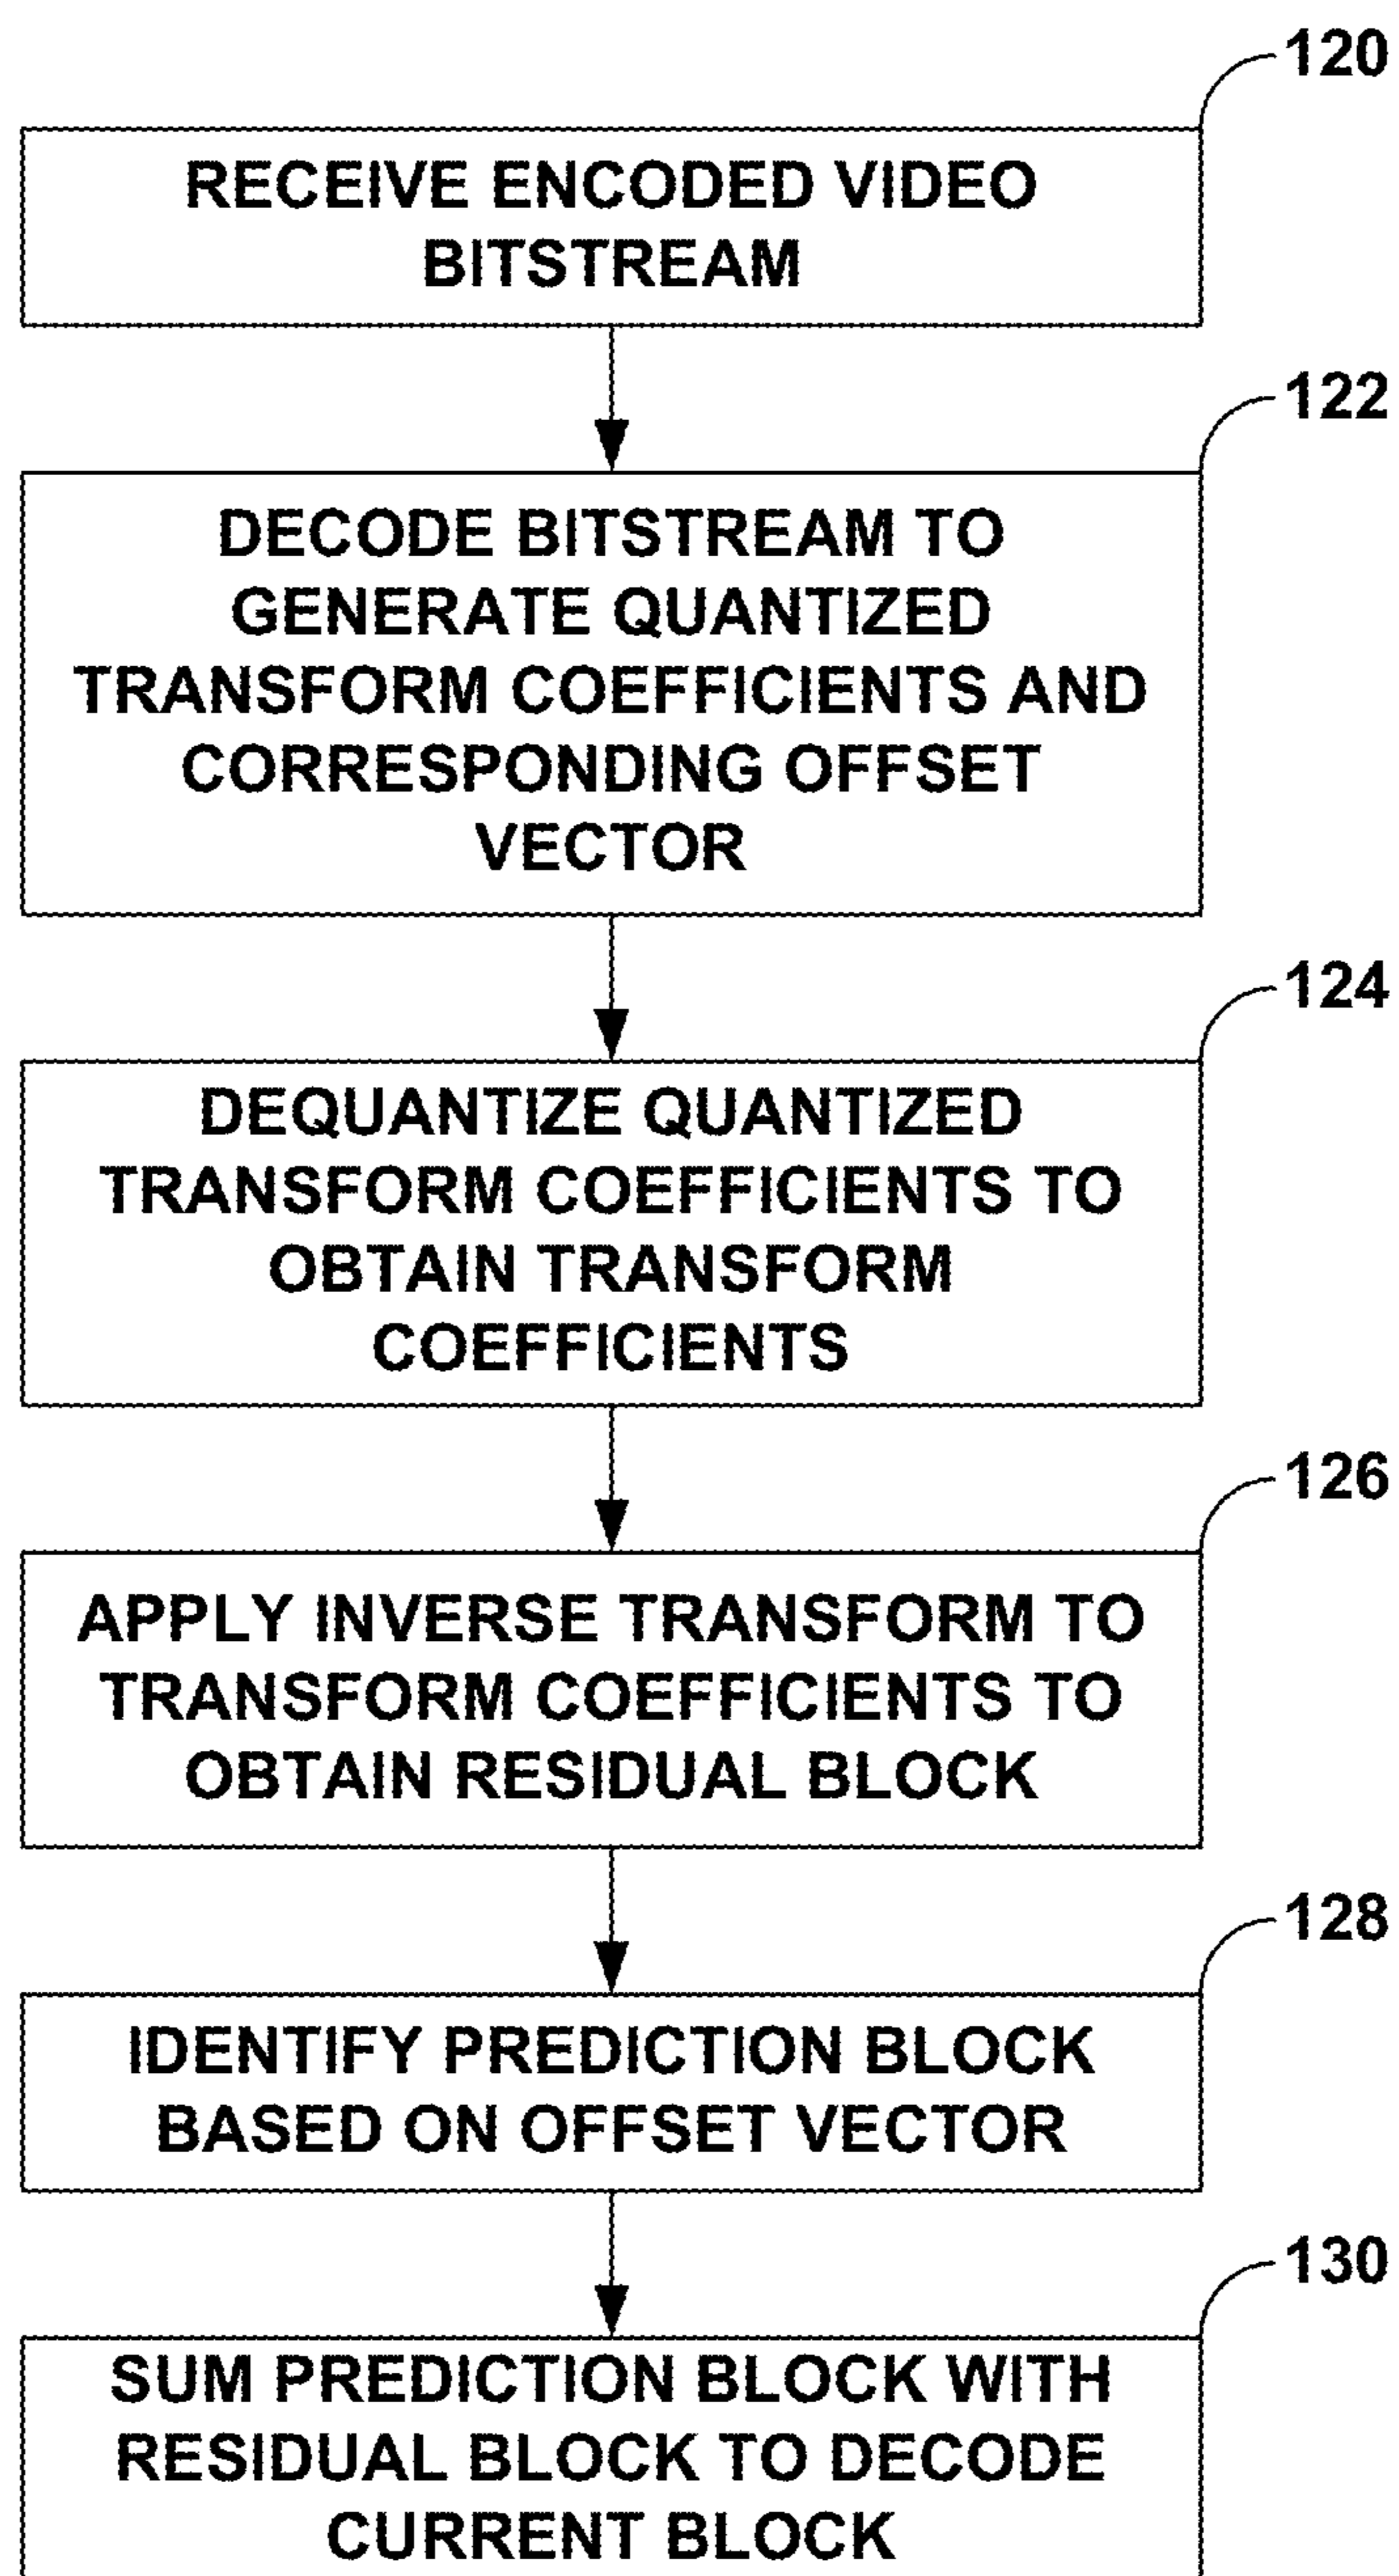 120
RECEIVE ENCODED VIDEO
BITSTREAM
122
DECODE BITSTREAM TO
GENERATE QUANTIZED
TRANSFORM COEFFICIENTS AND
CORRESPONDING OFFSET
VECTOR
124
DEQUANTIZE QUANTIZED
TRANSFORM COEFFICIENTS TO
OBTAIN TRANSFORM
COEFFICIENTS
126
APPLY INVERSE TRANSFORM TO
TRANSFORM COEFFICIENTS TO
OBTAIN RESIDUAL BLOCK
128
IDENTIFY PREDICTION BLOCK
BASED ON OFFSET VECTOR
130
SUM PREDICTION BLOCK WITH
RESIDUAL BLOCK TO DECODE
CURRENT BLOCK